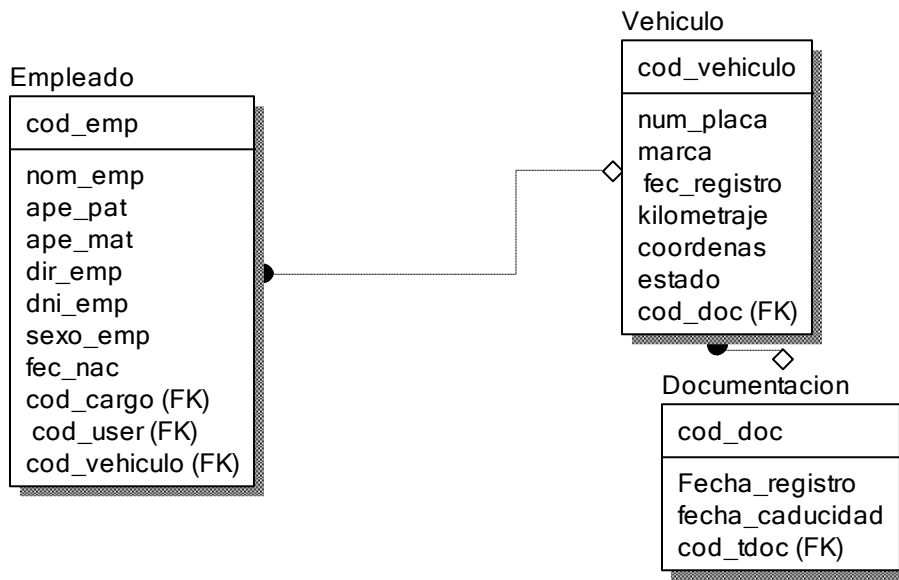 Empleado
cod_emp
nom_emp
ape_pat
ape_mat
dir_emp
dni_emp
sexo_emp
fec_nac
cod_cargo (FK)
cod_user (FK)
cod_vehiculo (FK)
Vehiculo
cod_vehiculo
num_placa
marca
fec_registro
kilometraje
coordenas
estado
cod_doc (FK)
Documentacion
cod_doc
Fecha_registro
fecha_caducidad
cod_tdoc (FK)